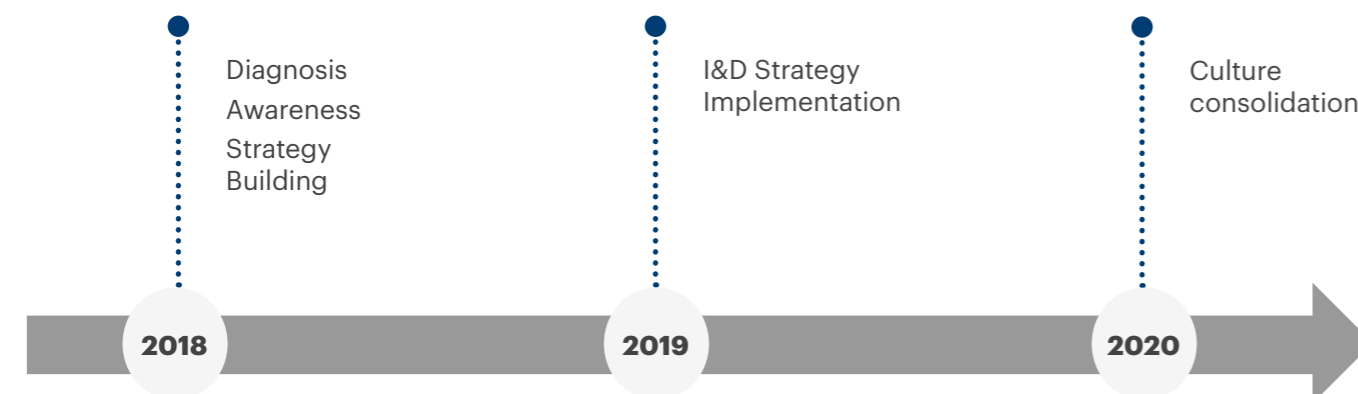 Diagnosis
Awareness
Strategy
Building
I&D Strategy
Implementation
Culture
consolidation
2018
2019
2020